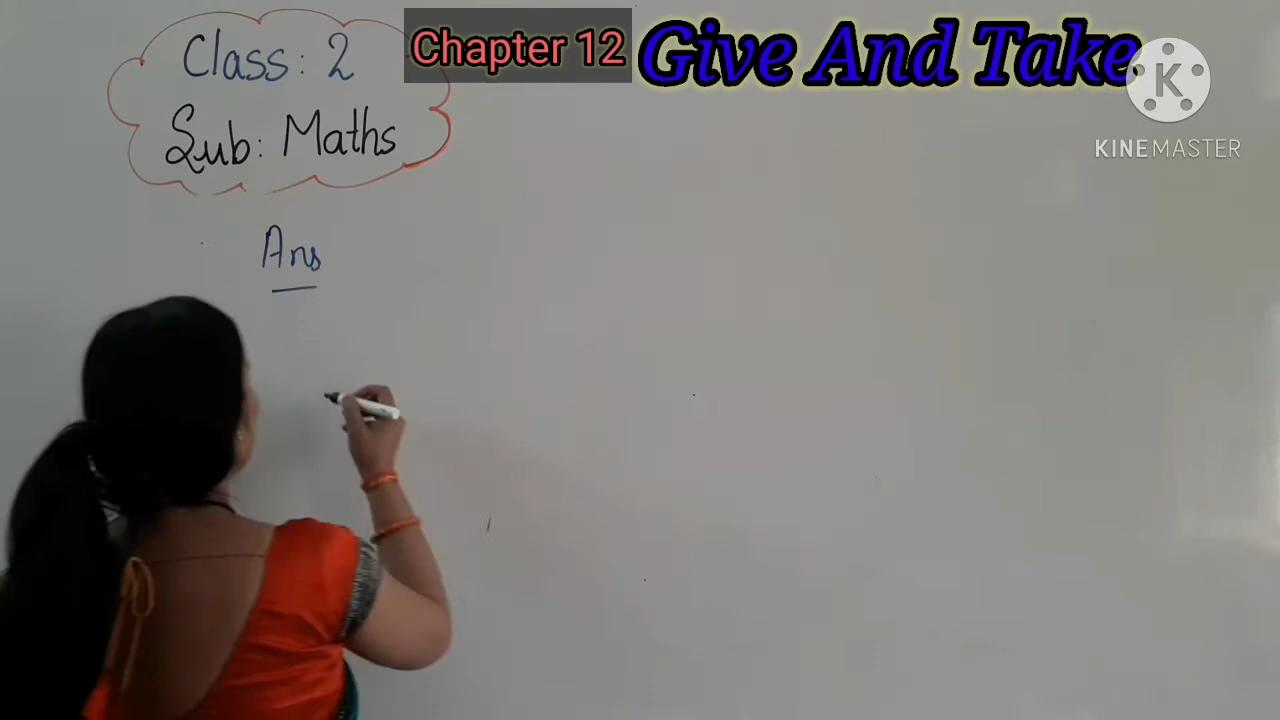 Class: 2
Sub: Maths
Chapter 12 Give And Take
K
KINEMASTER
Ans